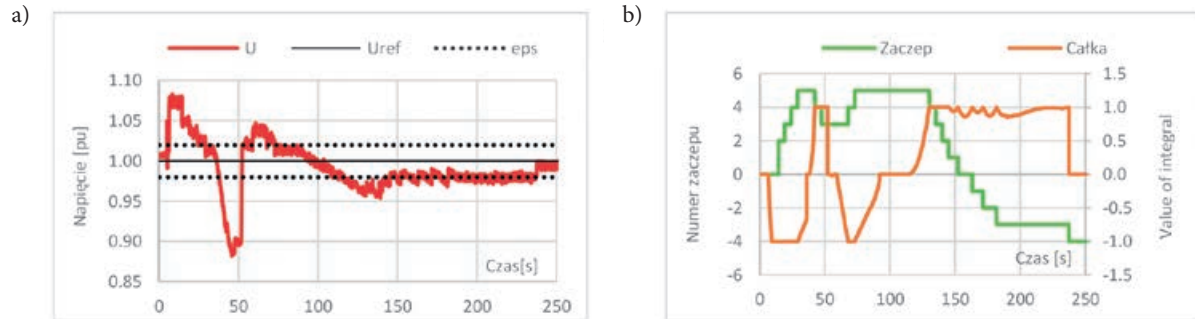 a)
U Uref eps
Napięcie [pu]
1.10
1.05
1.00
0.95
0.90
0.85
0 50 100 150 200 250
Czas[s]
b)
Zaczep Całka
Numer zaczepu
6
4
2
0
-2
-4
-6
1.5
1.0
0.5
0.0
-0.5
-1.0
-1.5
Value of integral
Czas [s]
0 50 100 150 200 250